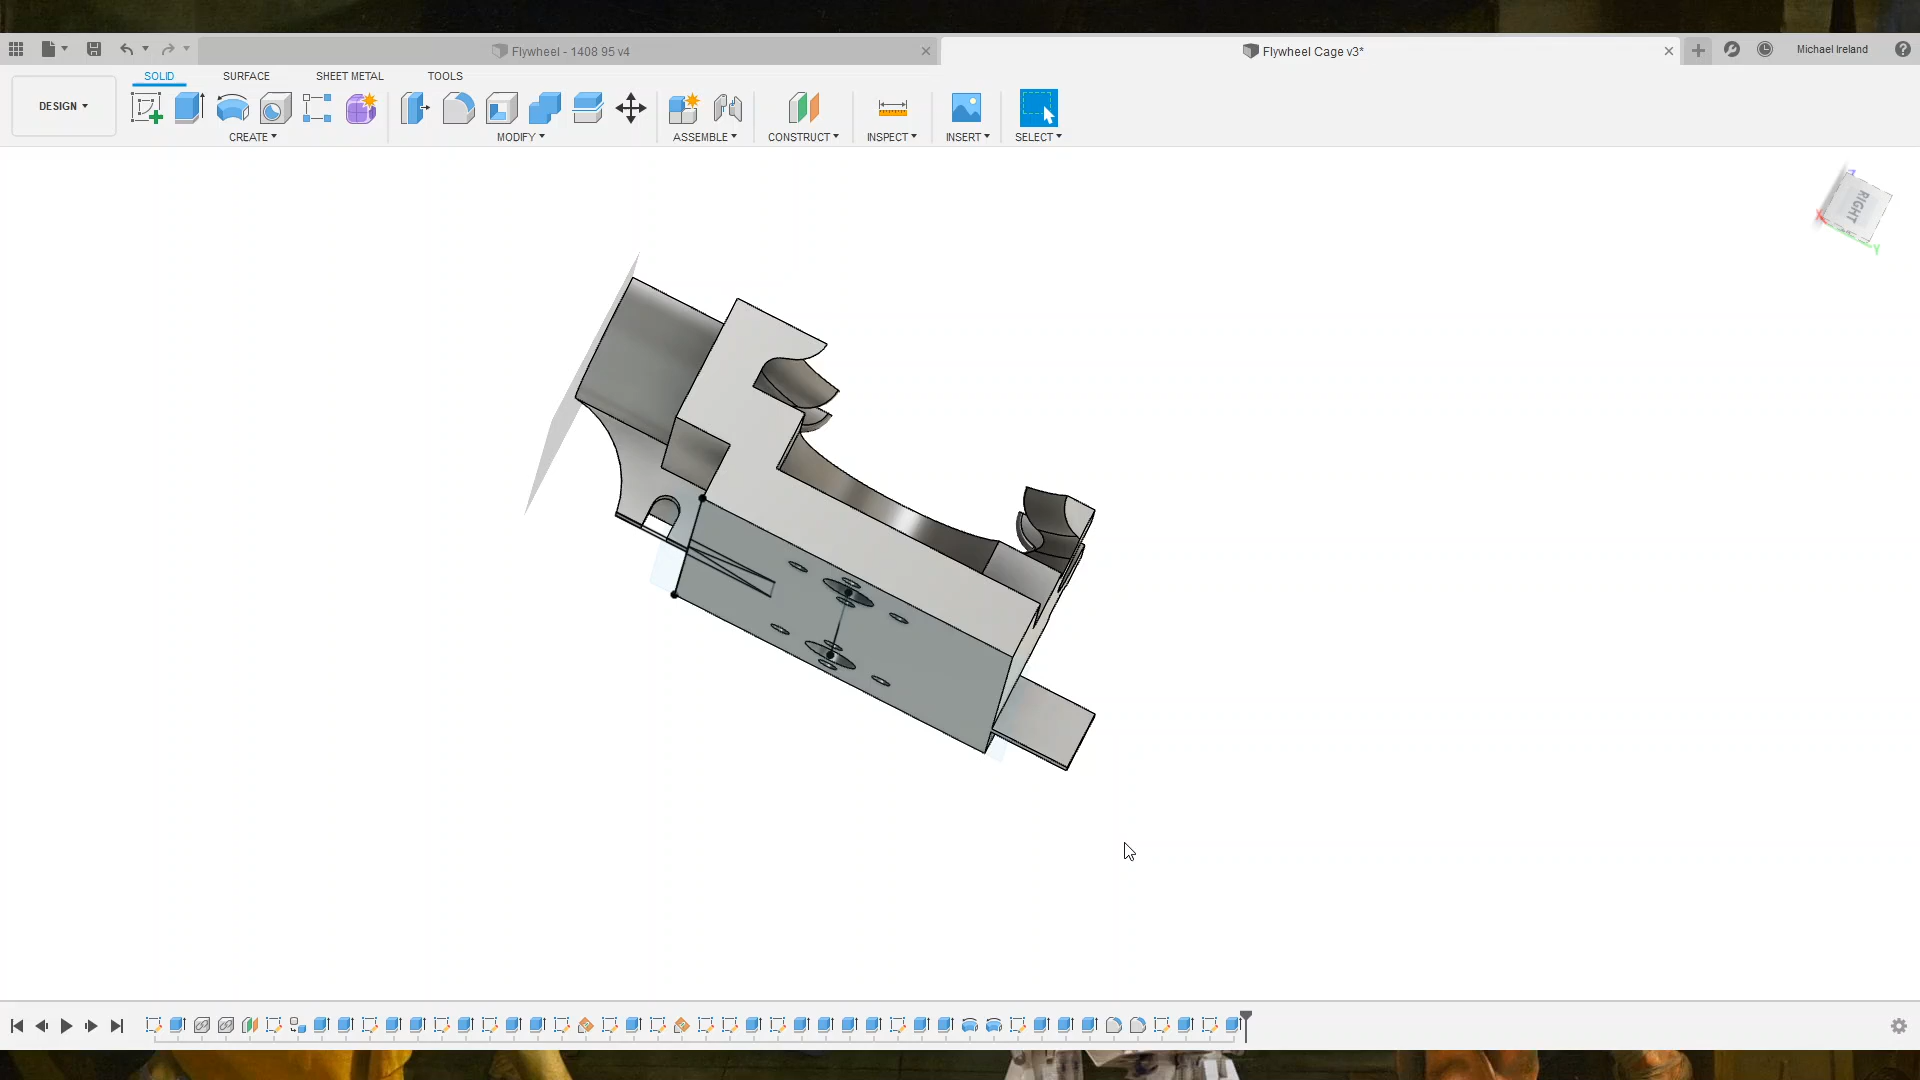 Flywheel - 1408 95 v4
Flywheel Cage v3*
Michael Ireland
DESIGN
SOLID
SURFACE
SHEET METAL
TOOLS
CREATE
MODIFY
ASSEMBLE
CONSTRUCT
INSPECT
INSERT
SELECT
RIGHT
X
Y
Z